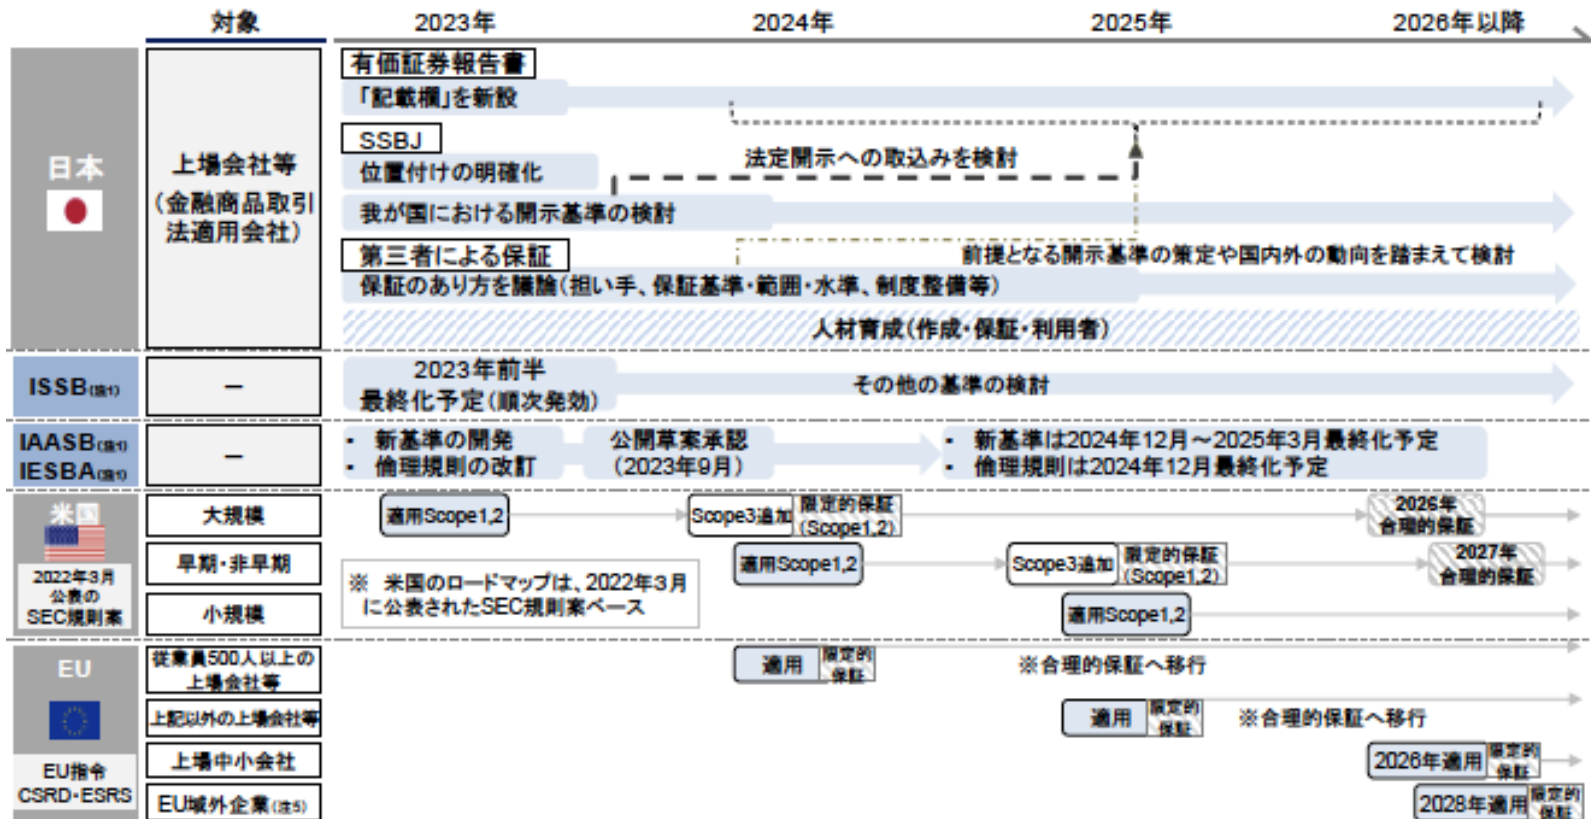 対象
2023年
2024年
2025年
2026年以降
日本
上場会社等
(金融商品取引
法適用会社)
有価証券報告書
「記載欄」を新設
SSBJ
位置付けの明確化
法定開示への取込みを検討
我が国における開示基準の検討
第三者による保証
前提となる開示基準の策定や国内外の動向を踏まえて検討
保証のあり方を議論(担い手、保証基準・範囲・水準、制度整備等)
人材育成(作成・保証・利用者)
ISSB(注1)
－
2023年前半
最終化予定(順次発効)
その他の基準の検討
IAASB(注1)
IESBA(注1)
－
・ 新基準の開発
・ 倫理規則の改訂
公開草案承認
(2023年9月)
・ 新基準は2024年12月～2025年3月最終化予定
・ 倫理規則は2024年12月最終化予定
米国
2022年3月
公表の
SEC規則案
大規模
適用Scope1,2
Scope3追加
限定的保証
(Scope1,2)
2026年
合理的保証
早期・非早期
適用Scope1,2
Scope3追加
限定的保証
(Scope1,2)
2027年
合理的保証
※ 米国のロードマップは、2022年3月
に公表されたSEC規則案ベース
小規模
適用Scope1,2
EU
EU指令
CSRD・ESRS
従業員500人以上の
上場会社等
適用
限定的
保証
※合理的保証へ移行
上記以外の上場会社等
適用
限定的
保証
※合理的保証へ移行
上場中小会社
2026年適用
限定的
保証
EU域外企業(注5)
2028年適用
限定的
保証